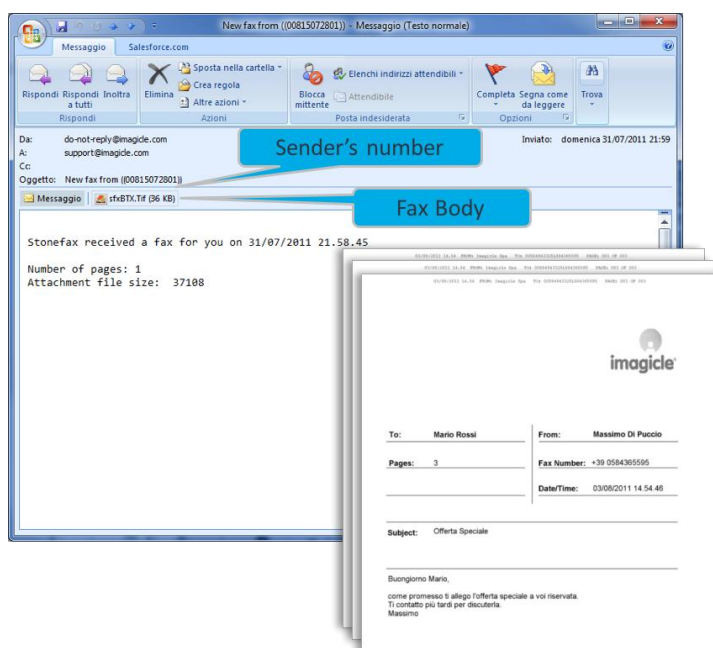 New fax from ((00815072801)) - Messaggio (Testo normale)
Messaggio Salesforce.com
Rispondi Rispondi a tutti Inoltra
Elimina
Sposta nella cartella
Crea regola
Altre azioni
Blocca mittente
Elenchi indirizzi attendibili
Attendibile
Completa Segna come da leggere
Trova
Rispondi Azioni Posta indesiderata Opzioni
Da: do-not-reply@imagicle.com
Inviato: domenica 31/07/2011 21:59
A: support@imagicle.com
Cc:
Oggetto: New fax from ((00815072801))
Sender's number
Messaggio sfxBTX.Tif (36 KB)
Fax Body
Stonefax received a fax for you on 31/07/2011 21.58.45
Number of pages: 1
Attachment file size: 37108
imagicle
To: Mario Rossi From: Massimo Di Puccio
Pages: 3 Fax Number: +39 0584365595
Date/Time: 03/08/2011 14.54.46
Subject: Offerta Speciale
Buongiorno Mario,
come promesso ti allego l'offerta speciale a voi riservata.
Ti contatto più tardi per discuterla.
Massimo